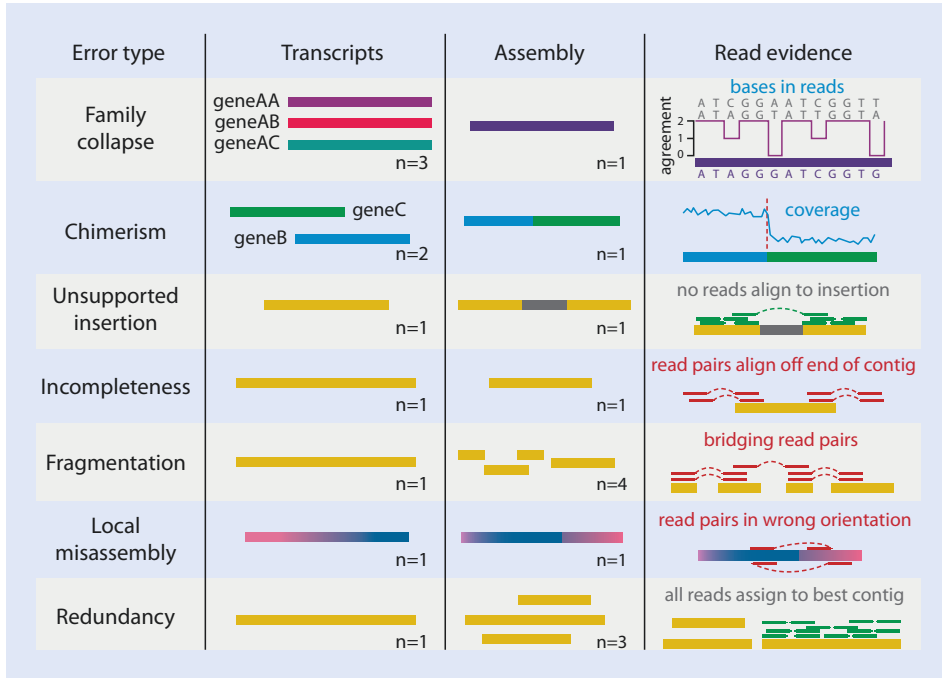 Error type
Transcripts
Assembly
Read evidence
Family
collapse
geneAA
geneAB
geneAC
n=3
n=1
bases in reads
A T C G G A A T C G G T T
A T C G G T A T C G G T A
agreement
2
1
0
A T A G G G A T C G G T G
Chimerism
geneC
geneB
n=2
n=1
coverage
Unsupported
insertion
n=1
n=1
no reads align to insertion
Incompleteness
n=1
n=1
read pairs align off end of contig
Fragmentation
n=1
n=4
bridging read pairs
Local
misassembly
n=1
n=1
read pairs in wrong orientation
Redundancy
n=1
n=3
all reads assign to best contig